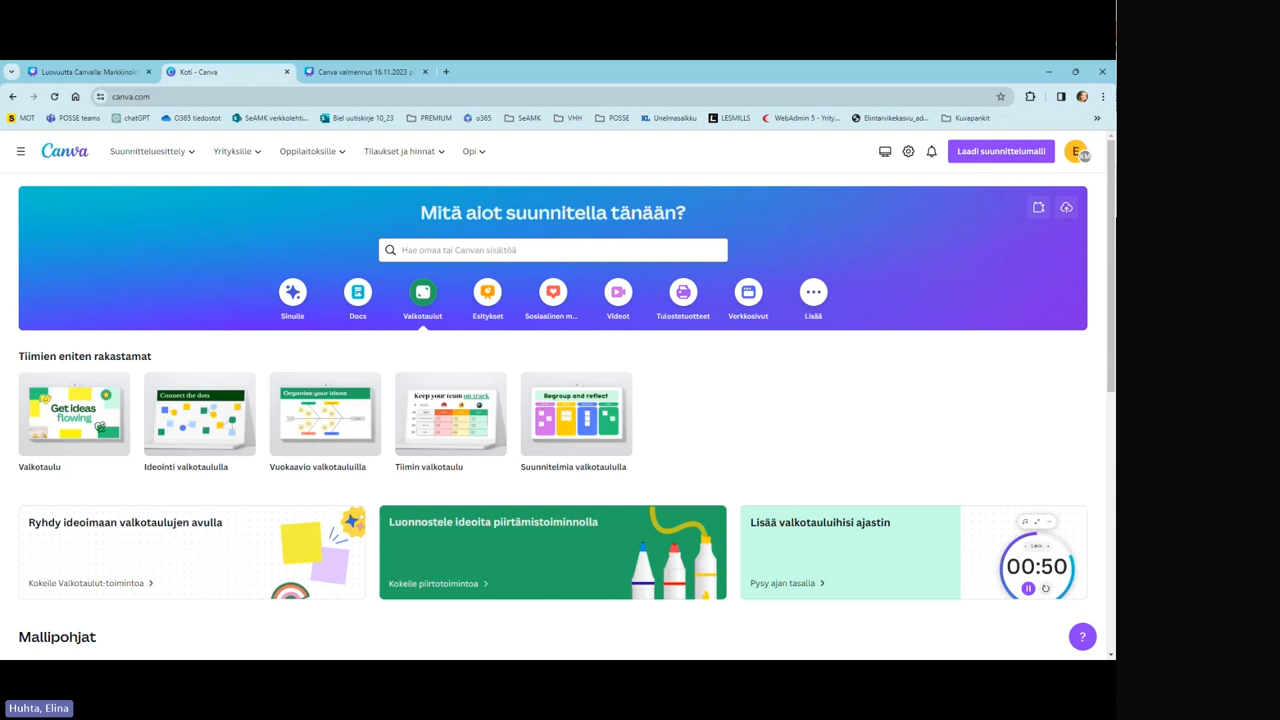 Luovuutta Canvalla: Markkinoin
Koti - Canva
Canva valmennus 16.11.2023 p
canva.com
MOT
POSSE teams
chatGPT
O365 tiedostot
SeAMK verkkolehti...
Biel uutiskirje 10_23
PREMIUM
o365
SeAMK
VHH
POSSE
Unelmasalkku
LESMILLS
WebAdmin 5 - Yrity...
Elintarvikekasvu_ad...
Kuvapankit
Canva
Suunnitteluesittely
Yrityksille
Oppilaitoksille
Tilaukset ja hinnat
Opi
Laadi suunnittelumalli
E
KM
Mitä aiot suunnitella tänään?
Hae omaa tai Canvan sisältöä
Sinulle
Docs
Valkotaulut
Esitykset
Sosiaalinen m...
Videot
Tulostetuotteet
Verkkosivut
Lisää
Tiimien eniten rakastamat
Get ideas
flowing
Connect the dots
Organise your ideas
Keep your team on track
Regroup and reflect
Valkotaulu
Ideointi valkotaululla
Vuokaavio valkotauluilla
Tiimin valkotaulu
Suunnitelmia valkotaululla
Ryhdy ideoimaan valkotaulujen avulla
Kokeile Valkotaulut-toimintoa
Luonnostele ideoita piirtämistoiminnolla
Kokeile piirtotoimintoa
Lisää valkotauluihisi ajastin
Pysy ajan tasalla
00:50
Mallipohjat
?
Huhta, Elina